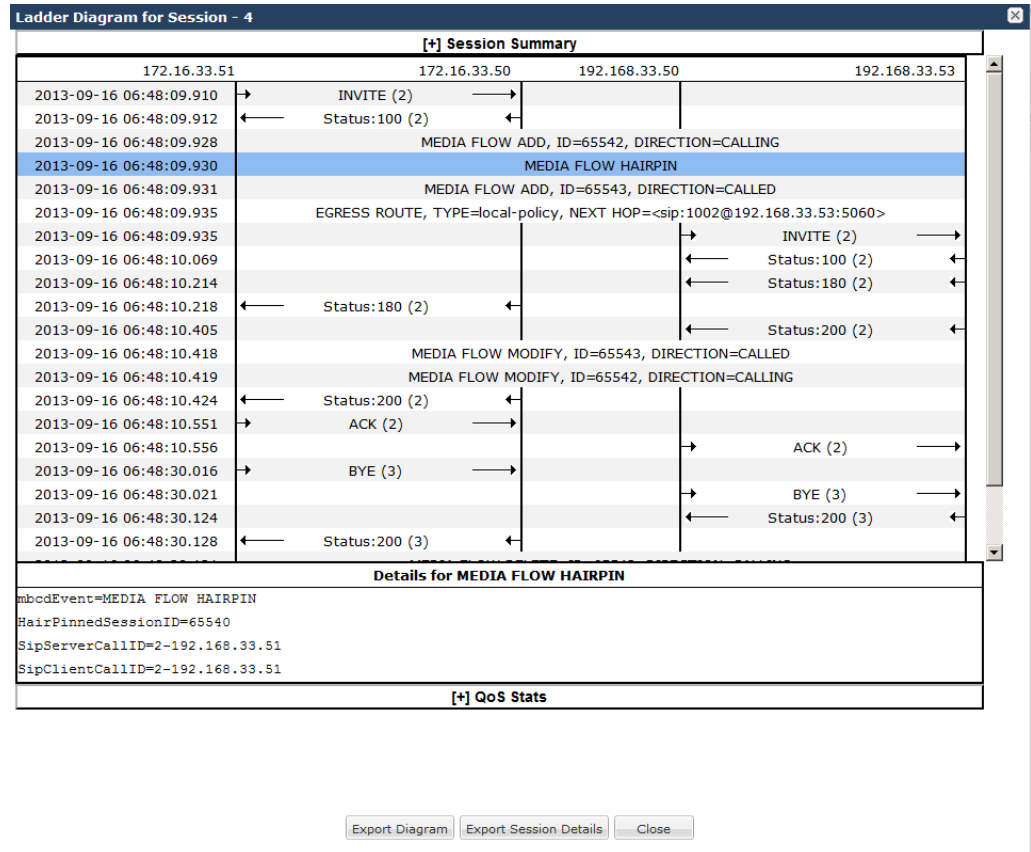 Ladder Diagram for Session - 4
[+] Session Summary
172.16.33.51 172.16.33.50 192.168.33.50 192.168.33.53
2013-09-16 06:48:09.910 INVITE (2)
2013-09-16 06:48:09.912 Status:100 (2)
2013-09-16 06:48:09.928 MEDIA FLOW ADD, ID=65542, DIRECTION=CALLING
2013-09-16 06:48:09.930 MEDIA FLOW HAIRPIN
2013-09-16 06:48:09.931 MEDIA FLOW ADD, ID=65543, DIRECTION=CALLED
2013-09-16 06:48:09.935 EGRESS ROUTE, TYPE=local-policy, NEXT HOP=<sip:1002@192.168.33.53:5060>
2013-09-16 06:48:09.935 INVITE (2)
2013-09-16 06:48:10.069 Status:100 (2)
2013-09-16 06:48:10.214 Status:180 (2)
2013-09-16 06:48:10.218 Status:180 (2)
2013-09-16 06:48:10.405 Status:200 (2)
2013-09-16 06:48:10.418 MEDIA FLOW MODIFY, ID=65543, DIRECTION=CALLED
2013-09-16 06:48:10.419 MEDIA FLOW MODIFY, ID=65542, DIRECTION=CALLING
2013-09-16 06:48:10.424 Status:200 (2)
2013-09-16 06:48:10.551 ACK (2)
2013-09-16 06:48:10.556 ACK (2)
2013-09-16 06:48:30.016 BYE (3)
2013-09-16 06:48:30.021 BYE (3)
2013-09-16 06:48:30.124 Status:200 (3)
2013-09-16 06:48:30.128 Status:200 (3)
Details for MEDIA FLOW HAIRPIN
mbcdEvent=MEDIA FLOW HAIRPIN
HairPinnedSessionID=65540
SipServerCallID=2-192.168.33.51
SipClientCallID=2-192.168.33.51
[+] QoS Stats
Export Diagram Export Session Details Close